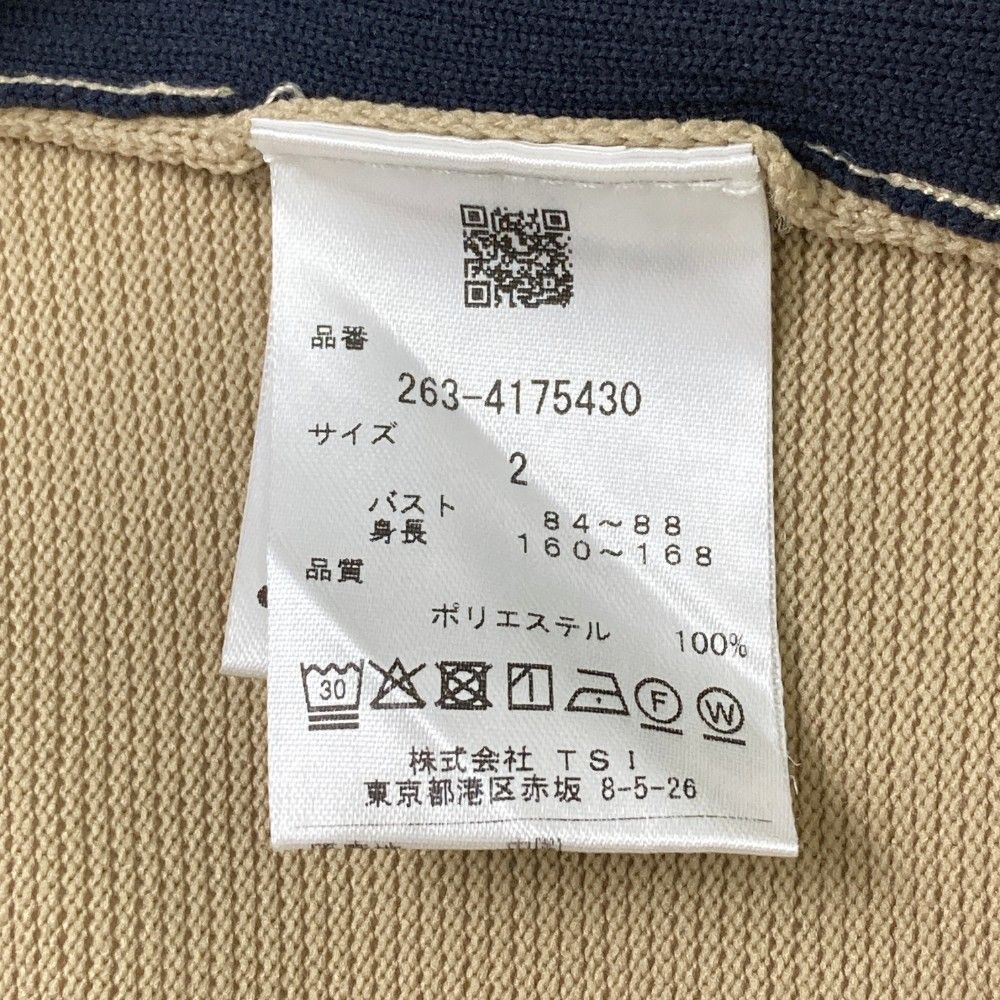 品番
263-4175430
サイズ
2
バスト 84～88
身長 160～168
品質
ポリエステル 100%
30
F W
株式会社 TSI
東京都港区赤坂 8-5-26